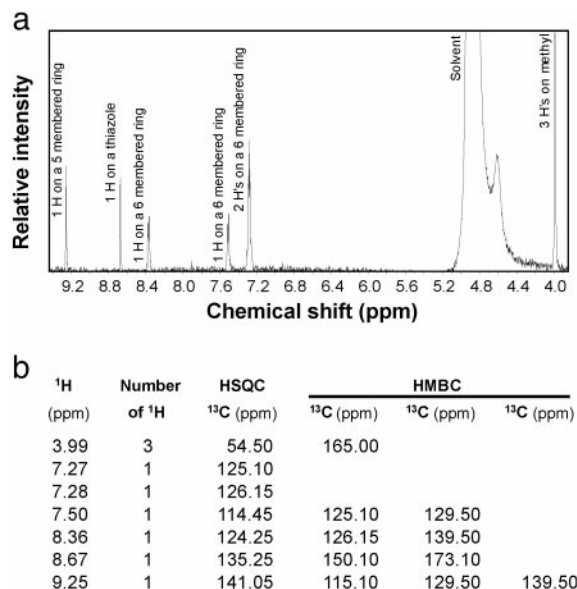 a
Relative intensity
1 H on a 5 membered ring
1 H on a thiazole
1 H on a 6 membered ring
1 H on a 6 membered ring
2 H's on a 6 membered ring
Solvent
3 H's on methyl
9.2 8.8 8.4 8.0 7.6 7.2 6.8 6.4 6.0 5.6 5.2 4.8 4.4 4.0
Chemical shift (ppm)
b
¹H Number HSQC HMBC
(ppm) of ¹H ¹³C (ppm) ¹³C (ppm) ¹³C (ppm) ¹³C (ppm)
3.99 3 54.50 165.00
7.27 1 125.10
7.28 1 126.15
7.50 1 114.45 125.10 129.50
8.36 1 124.25 126.15 139.50
8.67 1 135.25 150.10 173.10
9.25 1 141.05 115.10 129.50 139.50